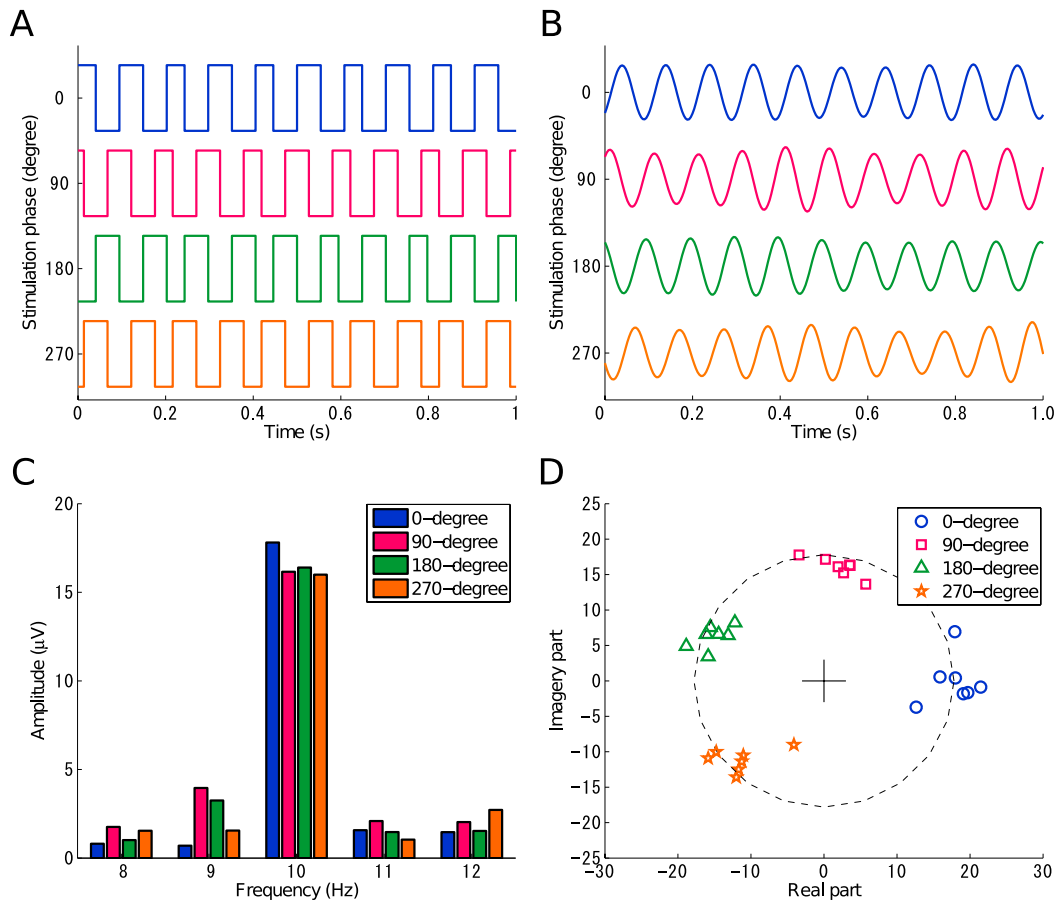 A
Stimulation phase (degree)
0
90
180
270
0 0.2 0.4 0.6 0.8 1
Time (s)
B
Stimulation phase (degree)
0
90
180
270
0 0.2 0.4 0.6 0.8 1.0
Time (s)
C
Amplitude (μV)
20
15
10
5
0
8 9 10 11 12
Frequency (Hz)
0-degree
90-degree
180-degree
270-degree
D
Imagery part
25
20
15
10
5
0
-5
-10
-15
-20
-25
-30 -20 -10 0 10 20 30
Real part
0-degree
90-degree
180-degree
270-degree